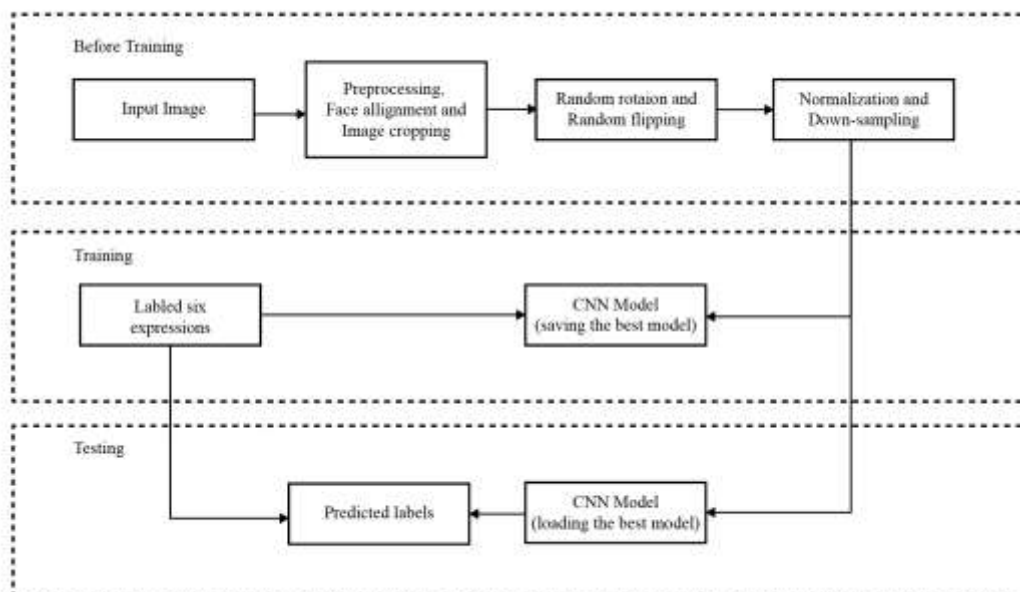 Before Training
Input Image
Preprocessing,
Face allignment and
Image cropping
Random rotaion and
Random flipping
Normalization and
Down-sampling
Training
Labled six
expressions
CNN Model
(saving the best model)
Testing
Predicted labels
CNN Model
(loading the best model)